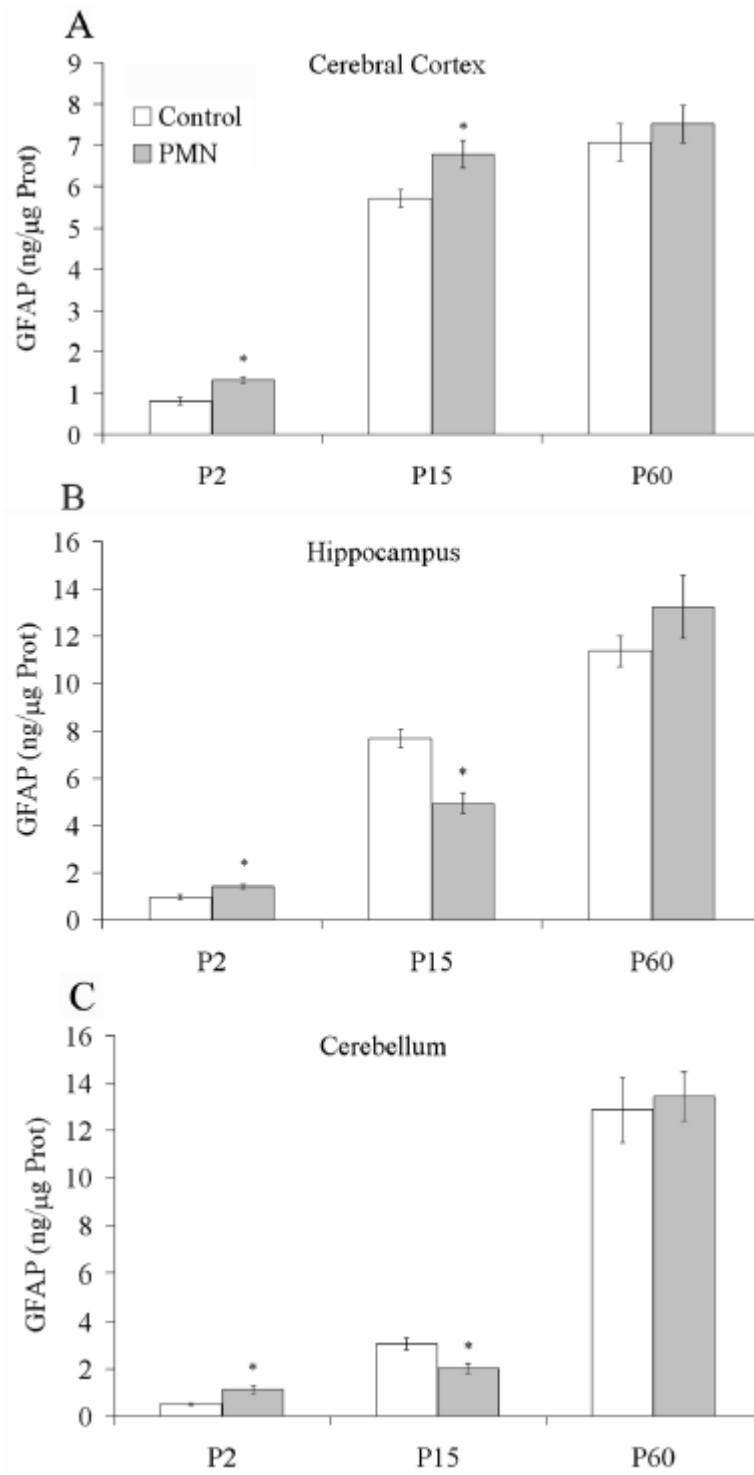 A
Cerebral Cortex
Control
PMN
GFAP (ng/µg Prot)
9
8
7
6
5
4
3
2
1
0
*
*
P2 P15 P60
B
Hippocampus
GFAP (ng/µg Prot)
16
14
12
10
8
6
4
2
0
*
*
P2 P15 P60
C
Cerebellum
GFAP (ng/µg Prot)
16
14
12
10
8
6
4
2
0
*
*
P2 P15 P60